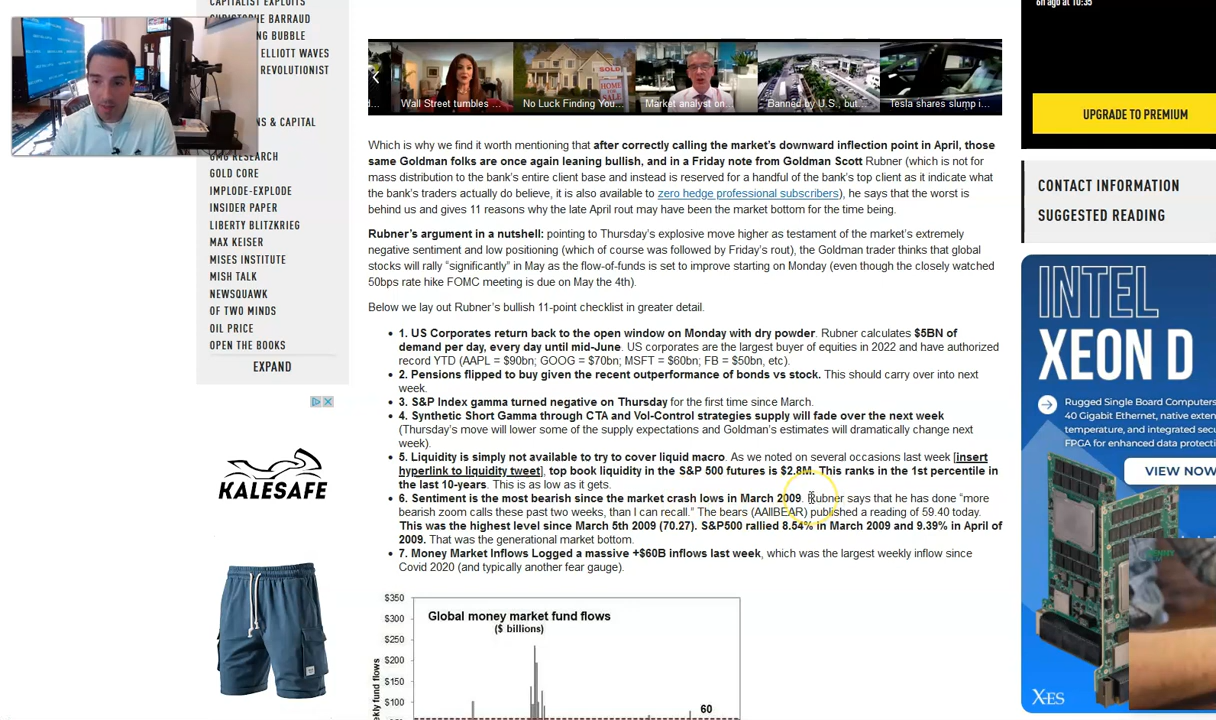 CAPITALIST EXPLOITS
CHRISTOPHE BARRAUD
NG BUBBLE
ELLIOTT WAVES
REVOLUTIONIST
NS & CAPITAL
GMG RESEARCH
GOLD CORE
IMPLODE-EXPLODE
INSIDER PAPER
LIBERTY BLITZKRIEG
MAX KEISER
MISES INSTITUTE
MISH TALK
NEWSQUAWK
OF TWO MINDS
OIL PRICE
OPEN THE BOOKS
EXPAND
KALESAFE
d...
Wall Street tumbles ...
SOLD
HOME
No Luck Finding You...
Market analyst on...
Banned by U.S., but...
Tesla shares slump i...
Which is why we find it worth mentioning that after correctly calling the market's downward inflection point in April, those
same Goldman folks are once again leaning bullish, and in a Friday note from Goldman Scott Rubner (which is not for
mass distribution to the bank's entire client base and instead is reserved for a handful of the bank's top client as it indicate what
the bank's traders actually do believe, it is also available to zero hedge professional subscribers), he says that the worst is
behind us and gives 11 reasons why the late April rout may have been the market bottom for the time being.
Rubner's argument in a nutshell: pointing to Thursday's explosive move higher as testament of the market's extremely
negative sentiment and low positioning (which of course was followed by Friday's rout), the Goldman trader thinks that global
stocks will rally "significantly" in May as the flow-of-funds is set to improve starting on Monday (even though the closely watched
50bps rate hike FOMC meeting is due on May the 4th).
Below we lay out Rubner's bullish 11-point checklist in greater detail.
• 1. US Corporates return back to the open window on Monday with dry powder. Rubner calculates $5BN of
demand per day, every day until mid-June. US corporates are the largest buyer of equities in 2022 and have authorized
record YTD (AAPL = $90bn; GOOG = $70bn; MSFT = $60bn; FB = $50bn, etc).
• 2. Pensions flipped to buy given the recent outperformance of bonds vs stock. This should carry over into next
week.
• 3. S&P Index gamma turned negative on Thursday for the first time since March.
• 4. Synthetic Short Gamma through CTA and Vol-Control strategies supply will fade over the next week
(Thursday's move will lower some of the supply expectations and Goldman's estimates will dramatically change next
week).
• 5. Liquidity is simply not available to try to cover liquid macro. As we noted on several occasions last week [insert
hyperlink to liquidity tweet], top book liquidity in the S&P 500 futures is $2.8M. This ranks in the 1st percentile in
the last 10-years. This is as low as it gets.
• 6. Sentiment is the most bearish since the market crash lows in March 2009. Rubner says that he has done "more
bearish zoom calls these past two weeks, than I can recall." The bears (AAIIBEAR) published a reading of 59.40 today.
This was the highest level since March 5th 2009 (70.27). S&P500 rallied 8.54% in March 2009 and 9.39% in April of
2009. That was the generational market bottom.
• 7. Money Market Inflows Logged a massive +$60B inflows last week, which was the largest weekly inflow since
Covid 2020 (and typically another fear gauge).
Global money market fund flows
($ billions)
$350
$300
$250
$200
$150
$100
60
kly fund flows
6h ago at 10:35
UPGRADE TO PREMIUM
CONTACT INFORMATION
SUGGESTED READING
INTEL
XEON D
Rugged Single Board Computers
40 Gigabit Ethernet, native exten
temperature, and integrated secu
FPGA for enhanced data protecti
VIEW NOW
X-ES